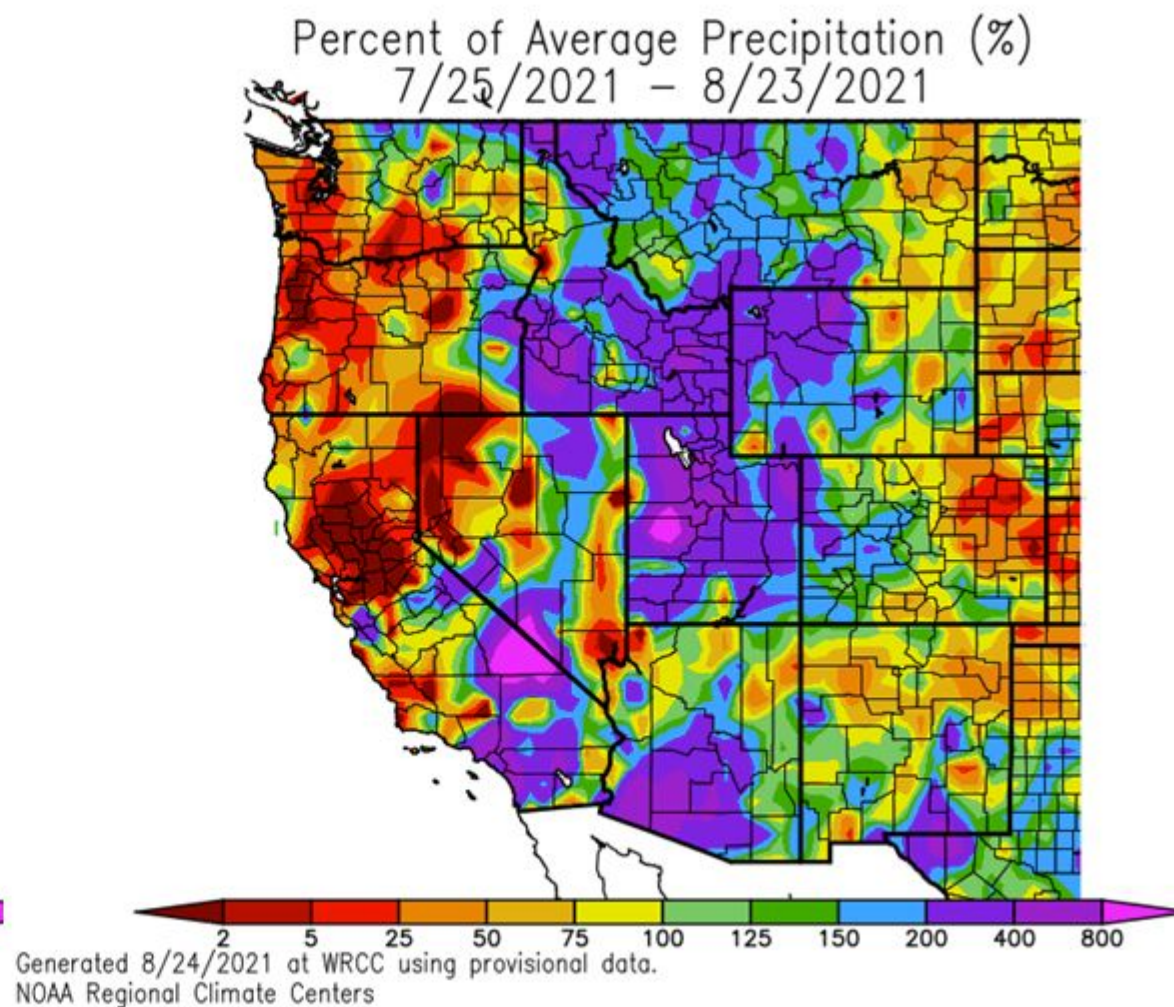 Percent of Average Precipitation (%)
7/25/2021 – 8/23/2021
2 5 25 50 75 100 125 150 200 400 800
Generated 8/24/2021 at WRCC using provisional data.
NOAA Regional Climate Centers